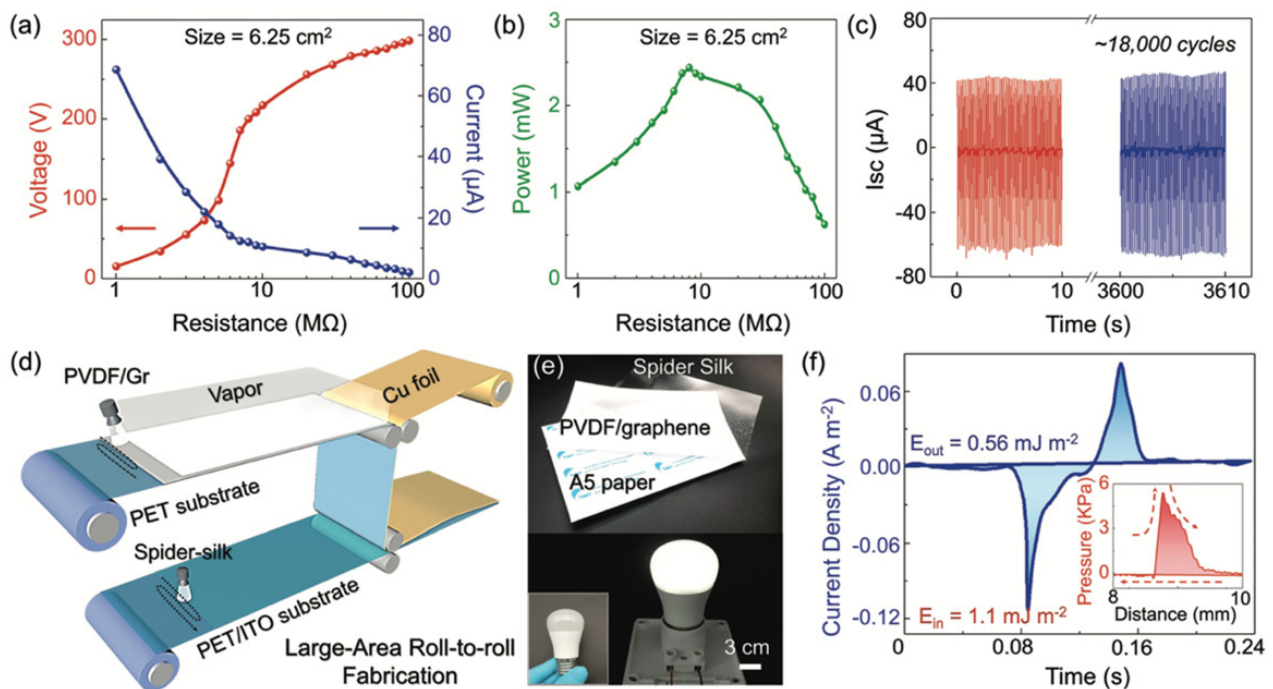 (a)
Size = 6.25 cm²
Voltage (V)
300
200
100
0
Current (µA)
80
60
40
20
0
1
10
100
Resistance (MΩ)
(b)
Size = 6.25 cm²
Power (mW)
3
2
1
0
1
10
100
Resistance (MΩ)
(c)
~18,000 cycles
Isc (µA)
80
40
0
-40
-80
0
10
3600
3610
Time (s)
(d)
PVDF/Gr
Vapor
Cu foil
PET substrate
Spider-silk
PET/ITO substrate
Large-Area Roll-to-roll
Fabrication
(e)
Spider Silk
PVDF/graphene
A5 paper
3 cm
(f)
Current Density (A m⁻²)
0.06
0.00
-0.06
-0.12
E_out = 0.56 mJ m⁻²
E_in = 1.1 mJ m⁻²
Pressure (KPa)
6
3
0
8
10
Distance (mm)
0
0.08
0.16
0.24
Time (s)